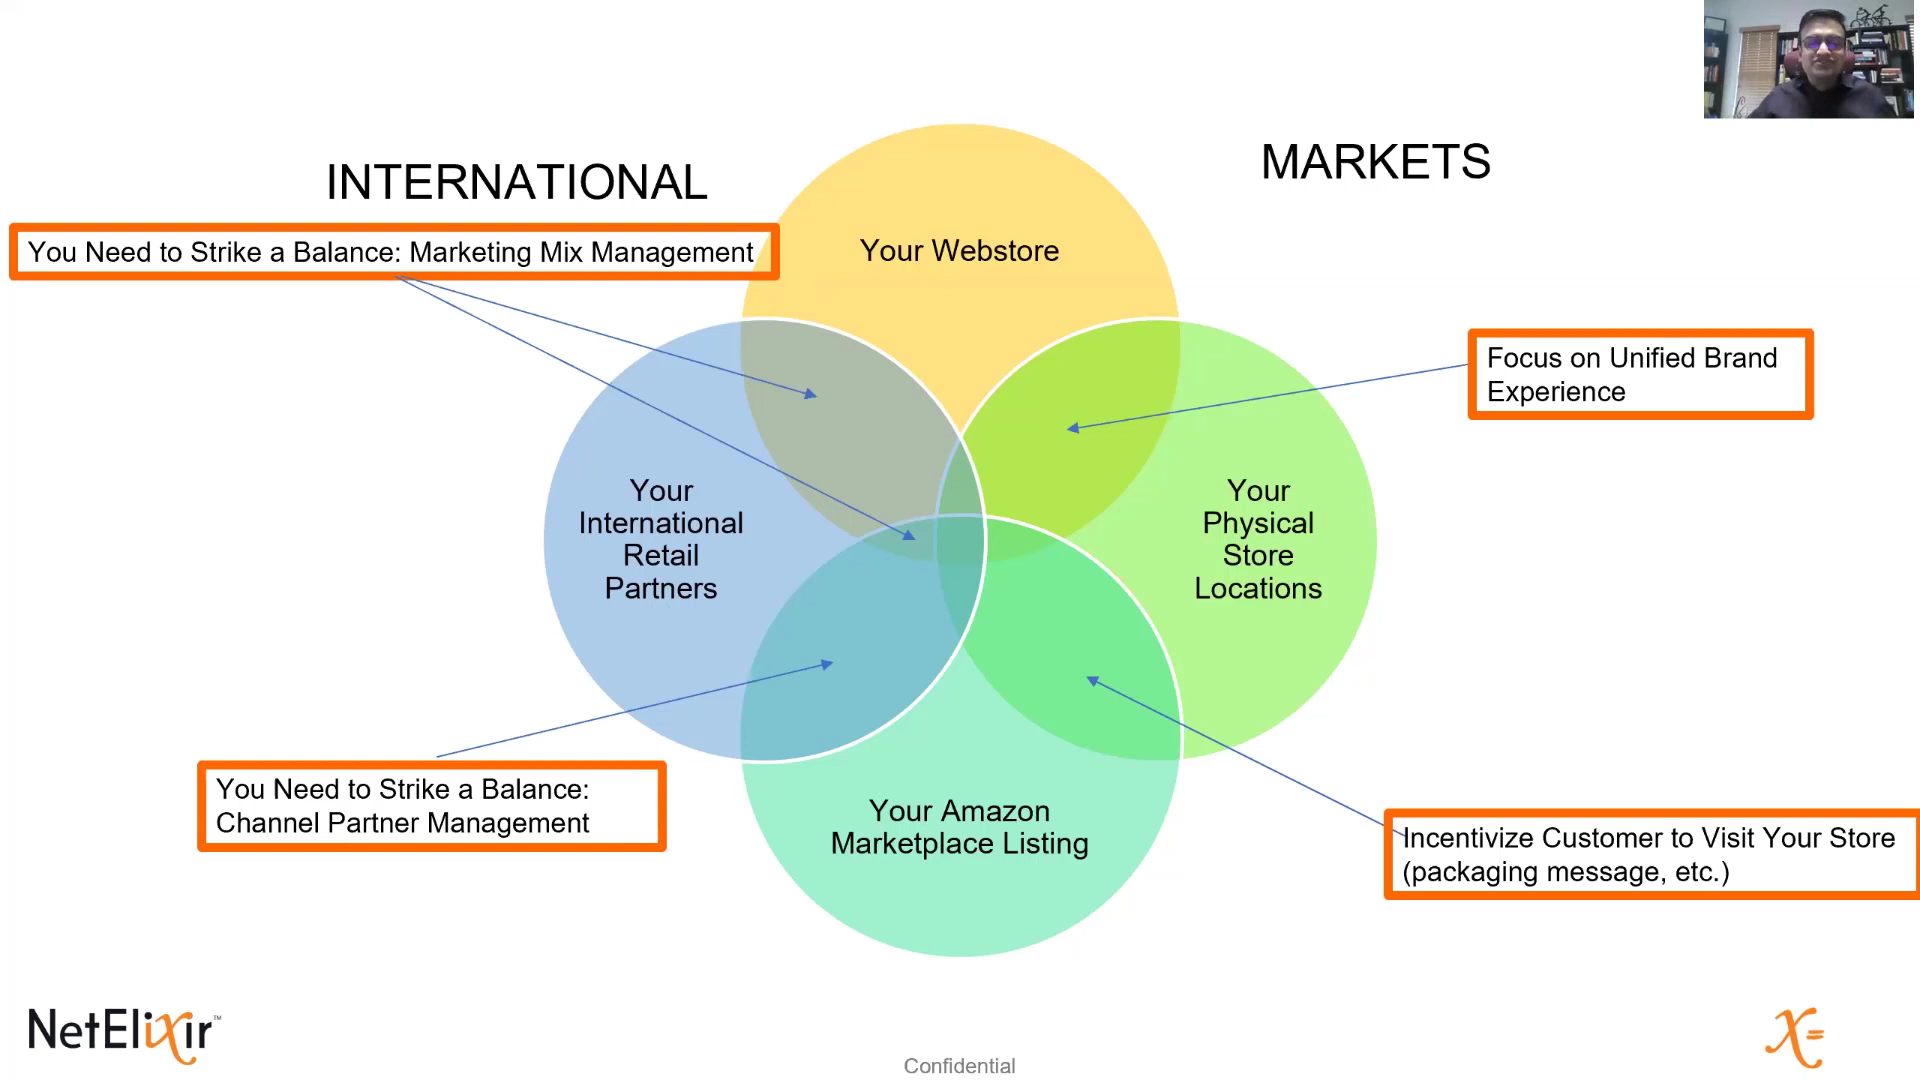 INTERNATIONAL
MARKETS
You Need to Strike a Balance: Marketing Mix Management
Your Webstore
Focus on Unified Brand
Experience
Your
International
Retail
Partners
Your
Physical
Store
Locations
You Need to Strike a Balance:
Channel Partner Management
Your Amazon
Marketplace Listing
Incentivize Customer to Visit Your Store
(packaging message, etc.)
NetElixir™
X=
Confidential